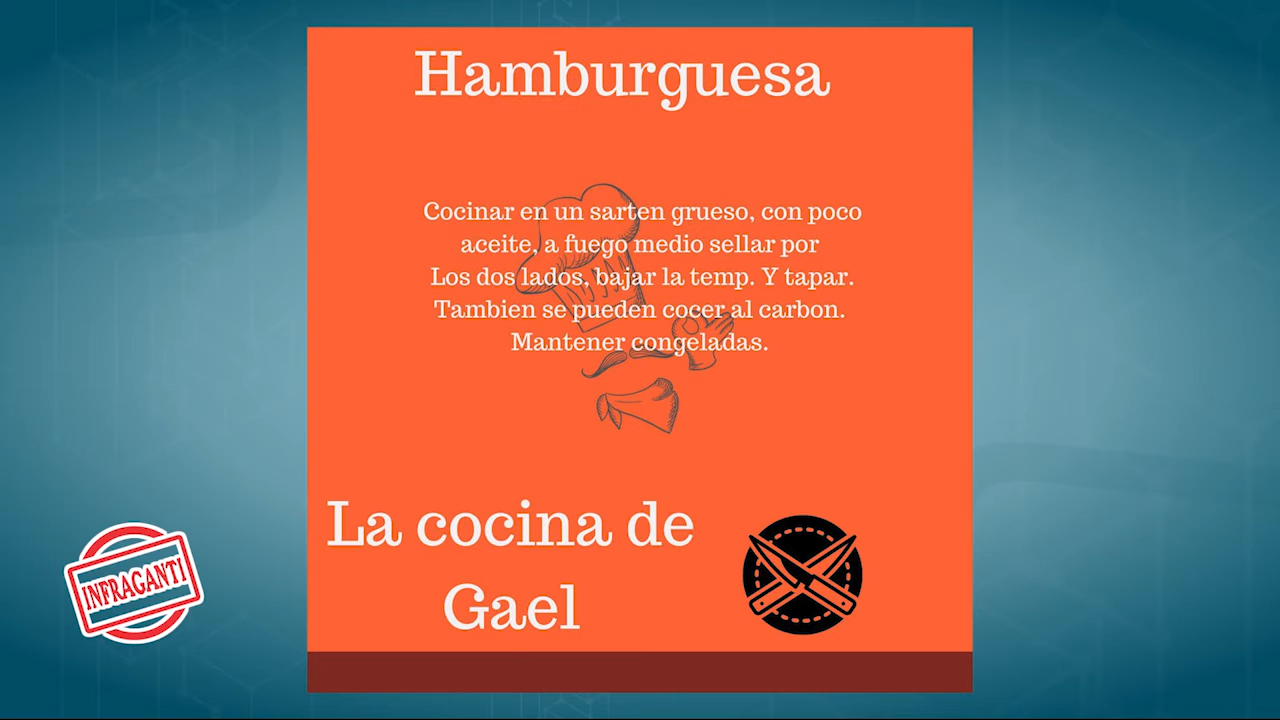 Hamburguesa
Cocinar en un sarten grueso, con poco
aceite, a fuego medio sellar por
Los dos lados, bajar la temp. Y tapar.
Tambien se pueden cocer al carbon.
Mantener congeladas.
La cocina de
Gael
INFRAGANTI